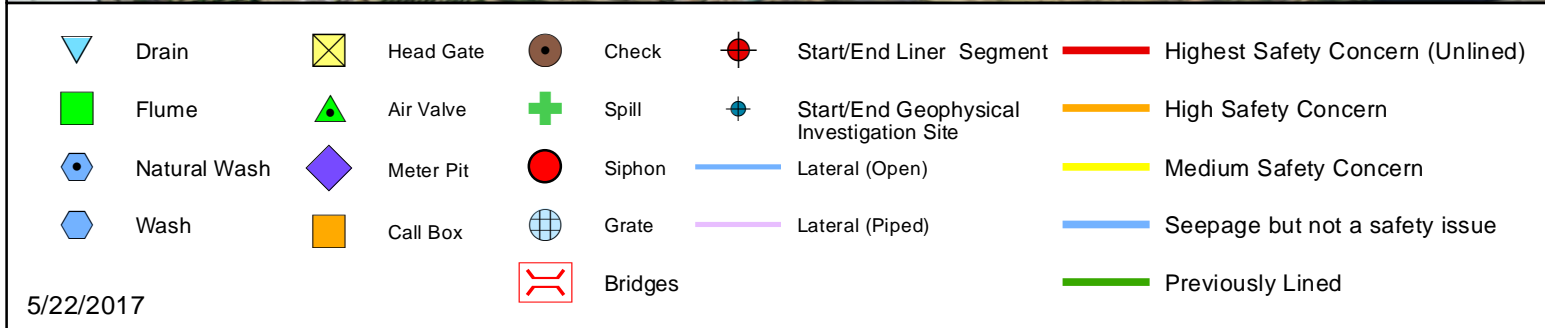 Drain
Flume
Natural Wash
Wash
Head Gate
Air Valve
Meter Pit
Call Box
Check
Spill
Siphon
Grate
Bridges
Start/End Liner Segment
Start/End Geophysical
Investigation Site
Lateral (Open)
Lateral (Piped)
Highest Safety Concern (Unlined)
High Safety Concern
Medium Safety Concern
Seepage but not a safety issue
Previously Lined
5/22/2017